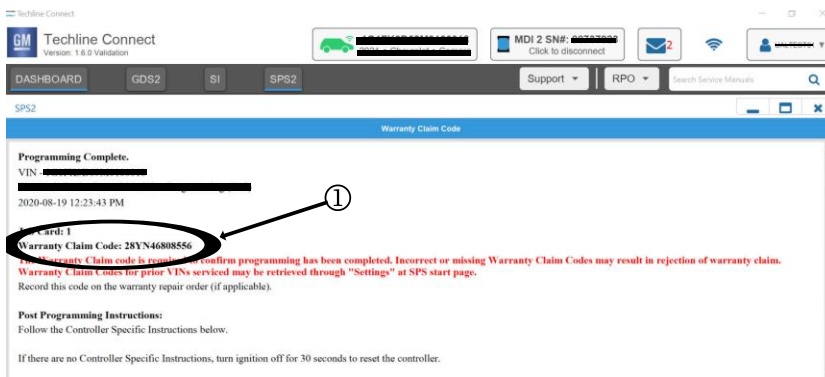 Techline Connect
GM
Techline Connect
Version: 1.6.0 Validation
MDI 2 SN#:
Click to disconnect
2
DASHBOARD GDS2 SI SPS2 Support RPO Search Service Manuals
SPS2
Warranty Claim Code
Programming Complete.
VIN -
2020-08-19 12:23:43 PM
①
Card: 1
Warranty Claim Code: 28YN46808556
The Warranty Claim code is required to confirm programming has been completed. Incorrect or missing Warranty Claim Codes may result in rejection of warranty claim.
Warranty Claim Codes for prior VINs serviced may be retrieved through "Settings" at SPS start page.
Record this code on the warranty repair order (if applicable).
Post Programming Instructions:
Follow the Controller Specific Instructions below.
If there are no Controller Specific Instructions, turn ignition off for 30 seconds to reset the controller.